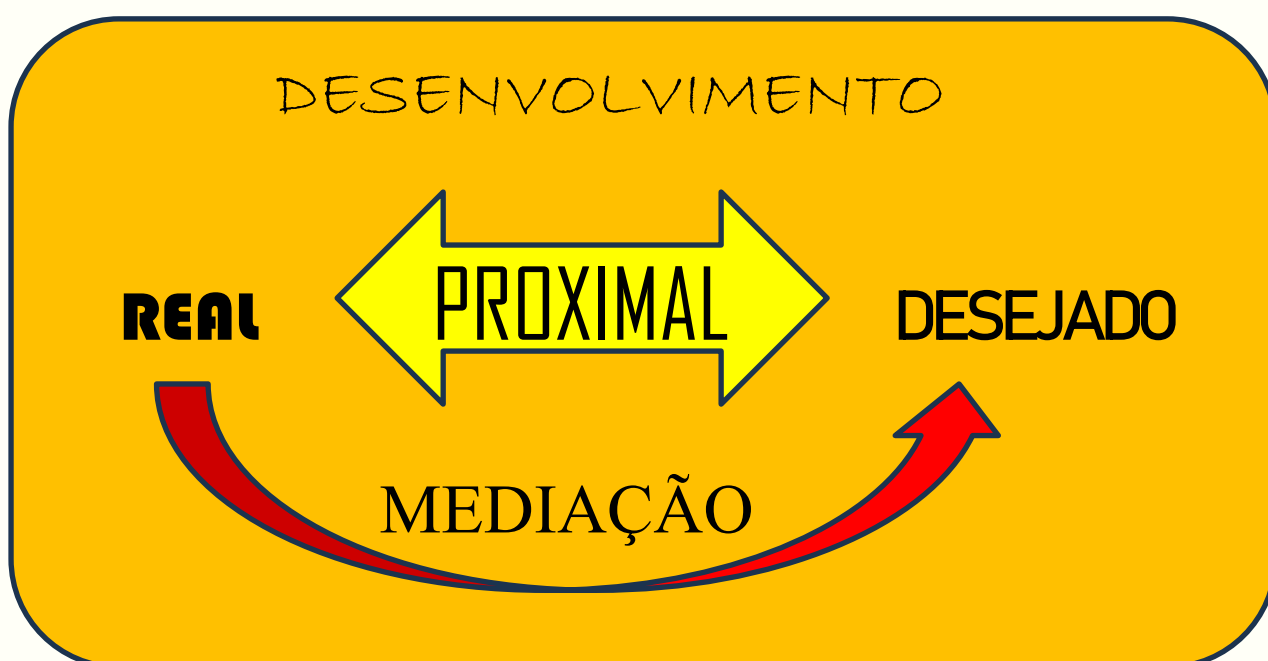 DESENVOLVIMENTO
REAL
PROXIMAL
DESEJADO
MEDIAÇÃO